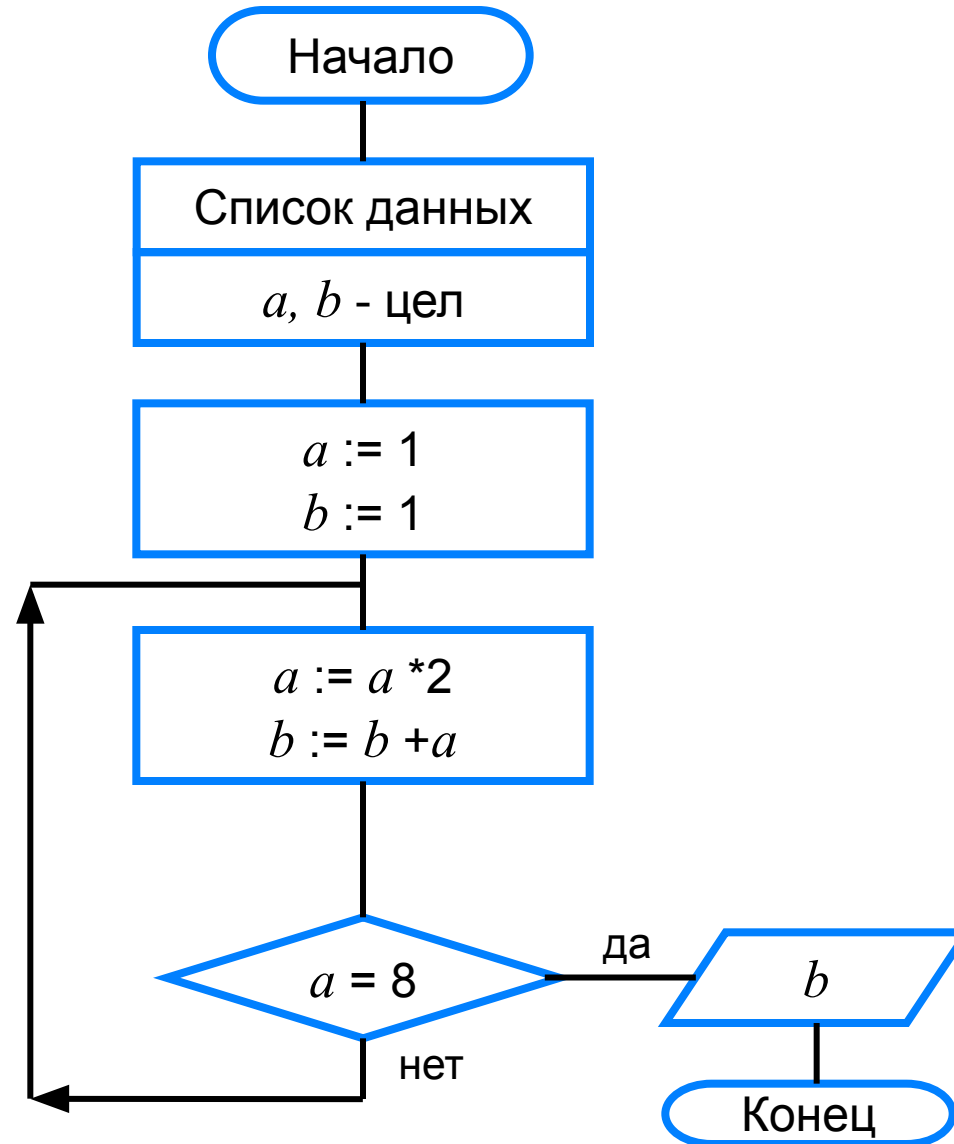 Начало
Список данных
a, b - цел
a := 1
b := 1
a := a *2
b := b +a
a = 8
да
b
нет
Конец